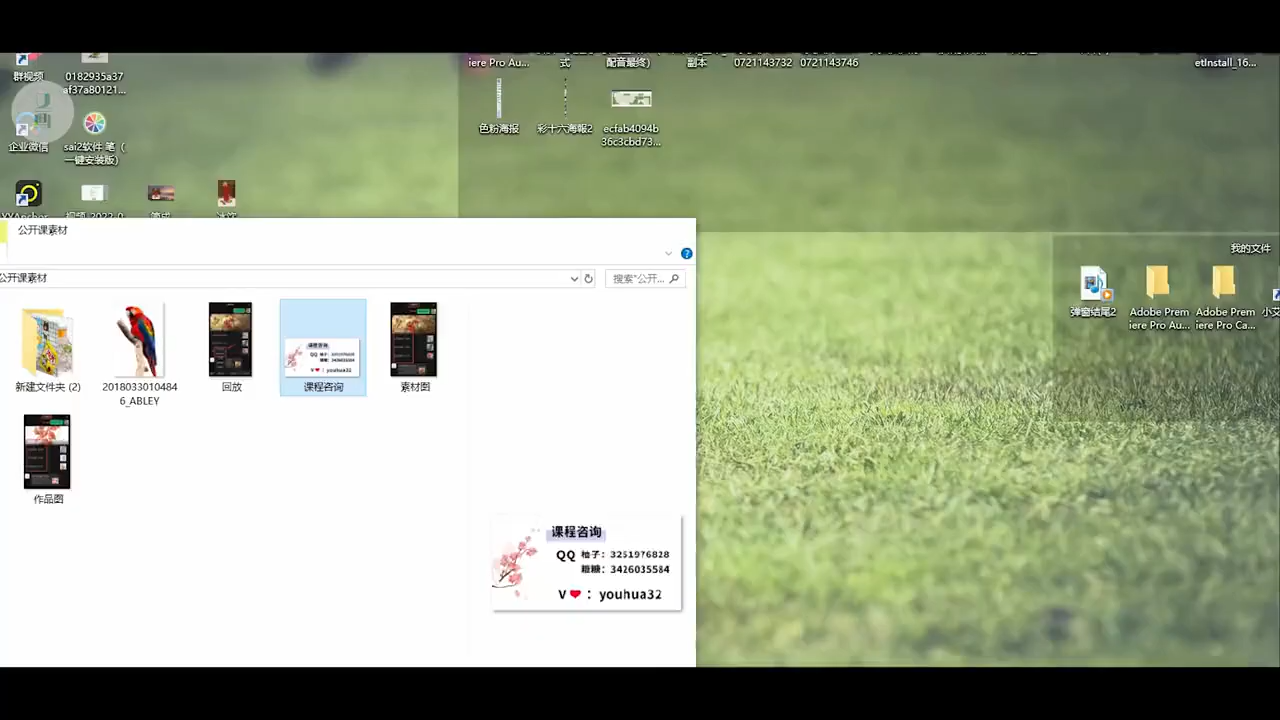 iere Pro Au...
式
配音最终)
副本
0721143732
0721143746
etInstall_16...
群视频
0182935a37
af37a80121...
色粉海报
彩十六海報2
ecfab4094b
36c3cbd73...
企业微信
sai2软件 笔 (
一键安装版)
公开课素材
公开课素材
搜索"公开...
我的文件
弹窗结尾2
Adobe Prem
iere Pro Au...
Adobe Prem
iere Pro Ca...
小艾
新建文件夹 (2)
2018033010484
6_ABLEY
回放
课程咨询
素材图
作品图
课程咨询
QQ 柚子：3251976828
糖糖：3426035584
V❤：youhua32